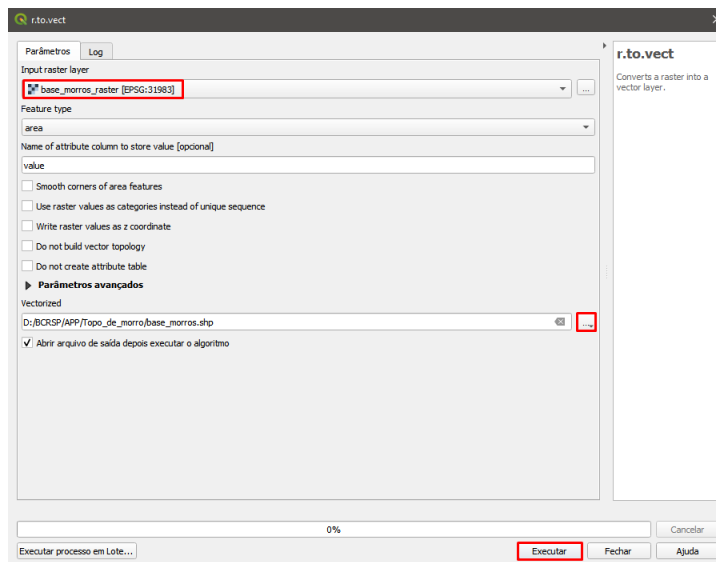 r.to.vect
Parâmetros
Log
Input raster layer
base_morros_raster [EPSG:31983]
...
Feature type
area
Name of attribute column to store value [opcional]
value
Smooth corners of area features
Use raster values as categories instead of unique sequence
Write raster values as z coordinate
Do not build vector topology
Do not create attribute table
Parâmetros avançados
Vectorized
D:/BCRSP/APP/Topo_de_morro/base_morros.shp
...
Abrir arquivo de saída depois executar o algoritmo
r.to.vect
Converts a raster into a
vector layer.
0%
Cancelar
Executar processo em Lote...
Executar
Fechar
Ajuda